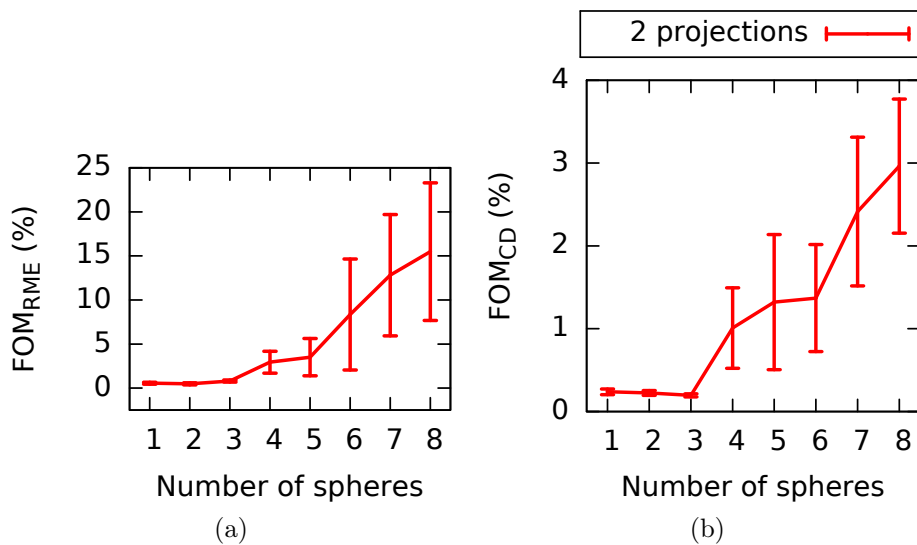 2 projections
25
20
15
10
5
0
FOM_RME (%)
1 2 3 4 5 6 7 8
Number of spheres
(a)
4
3
2
1
0
FOM_CD (%)
1 2 3 4 5 6 7 8
Number of spheres
(b)